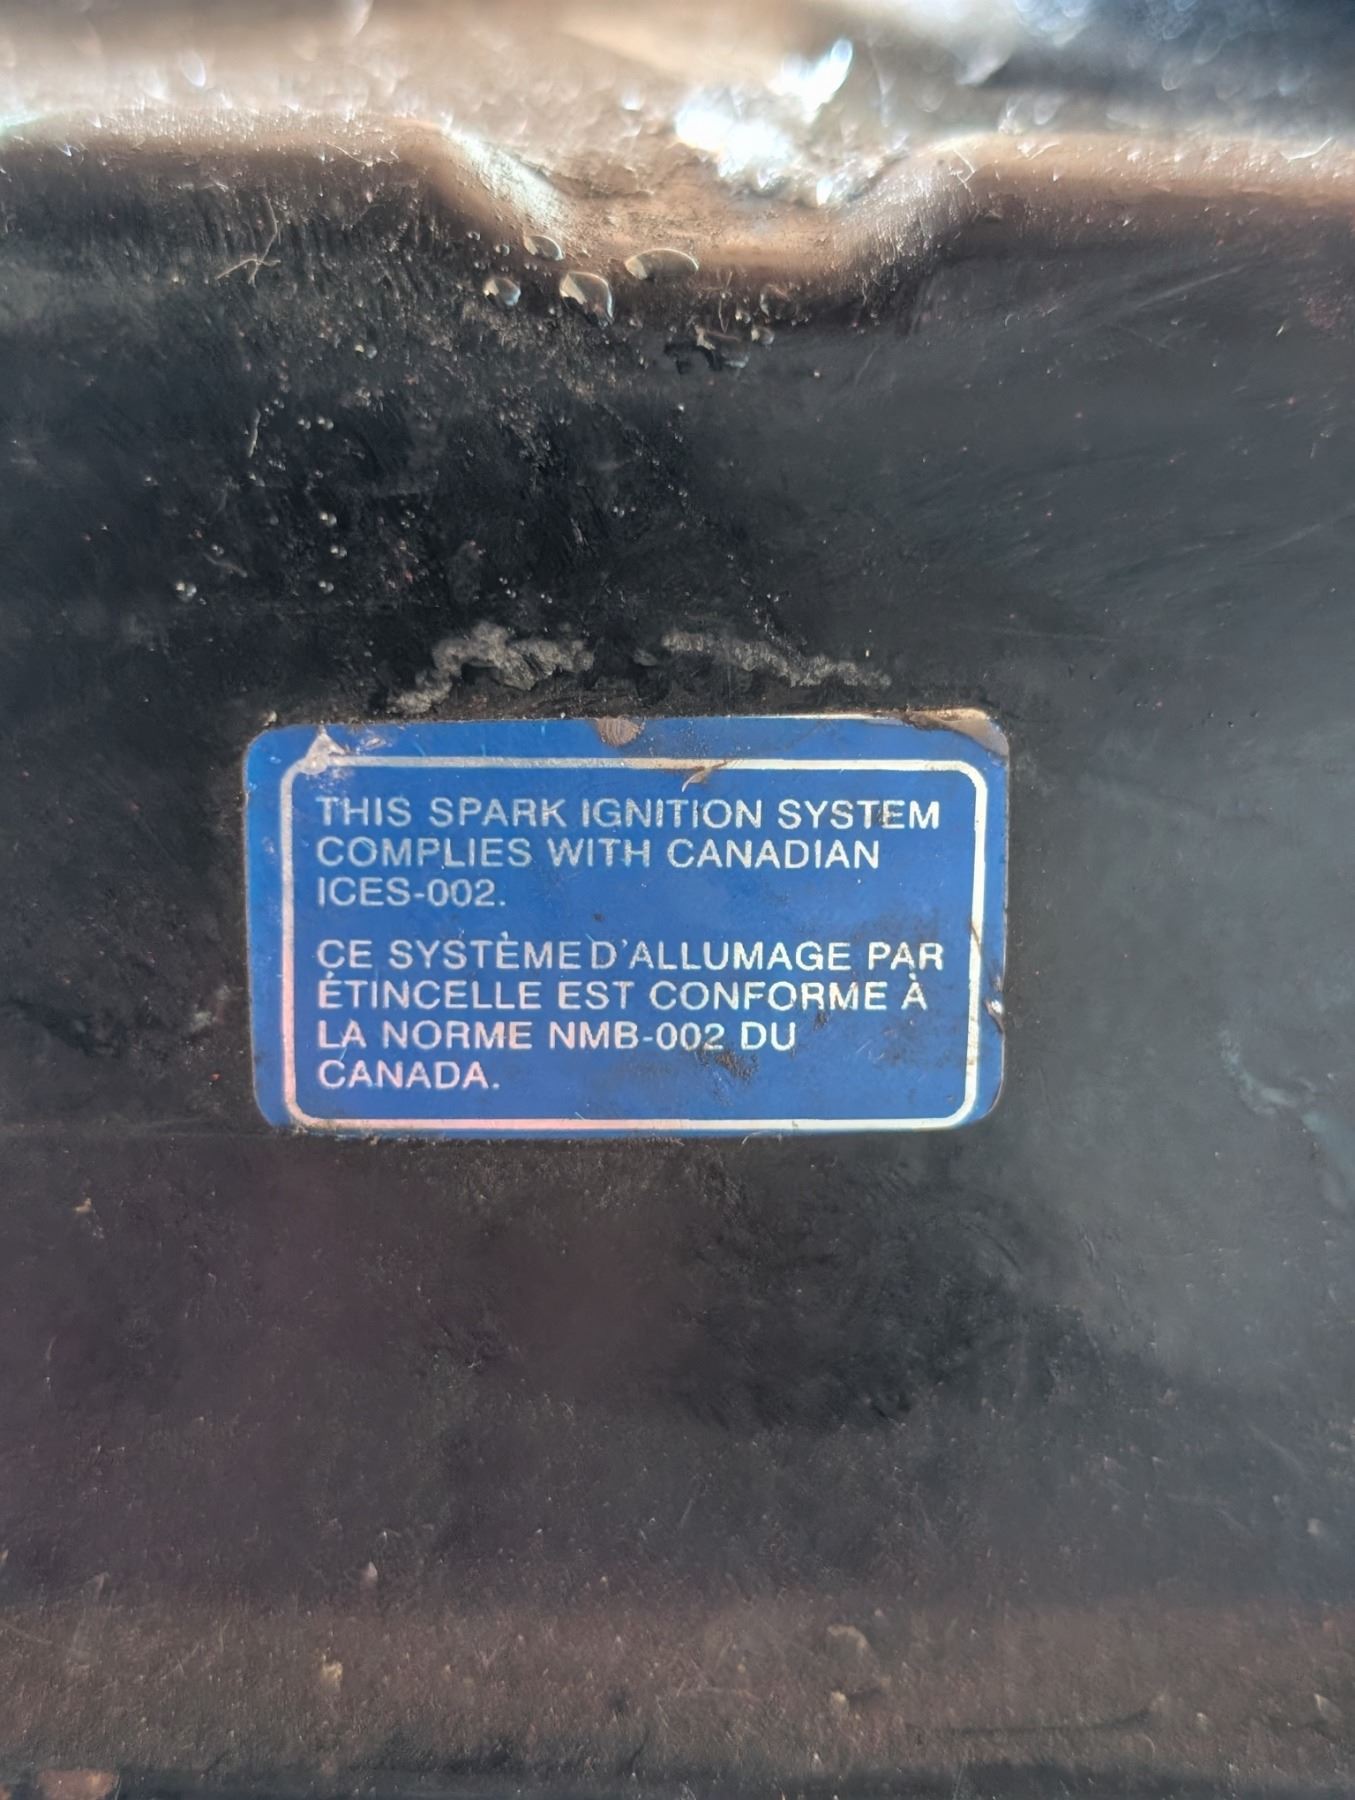 THIS SPARK IGNITION SYSTEM
COMPLIES WITH CANADIAN
ICES-002.
CE SYSTÈME D'ALLUMAGE PAR
ÉTINCELLE EST CONFORME À
LA NORME NMB-002 DU
CANADA.